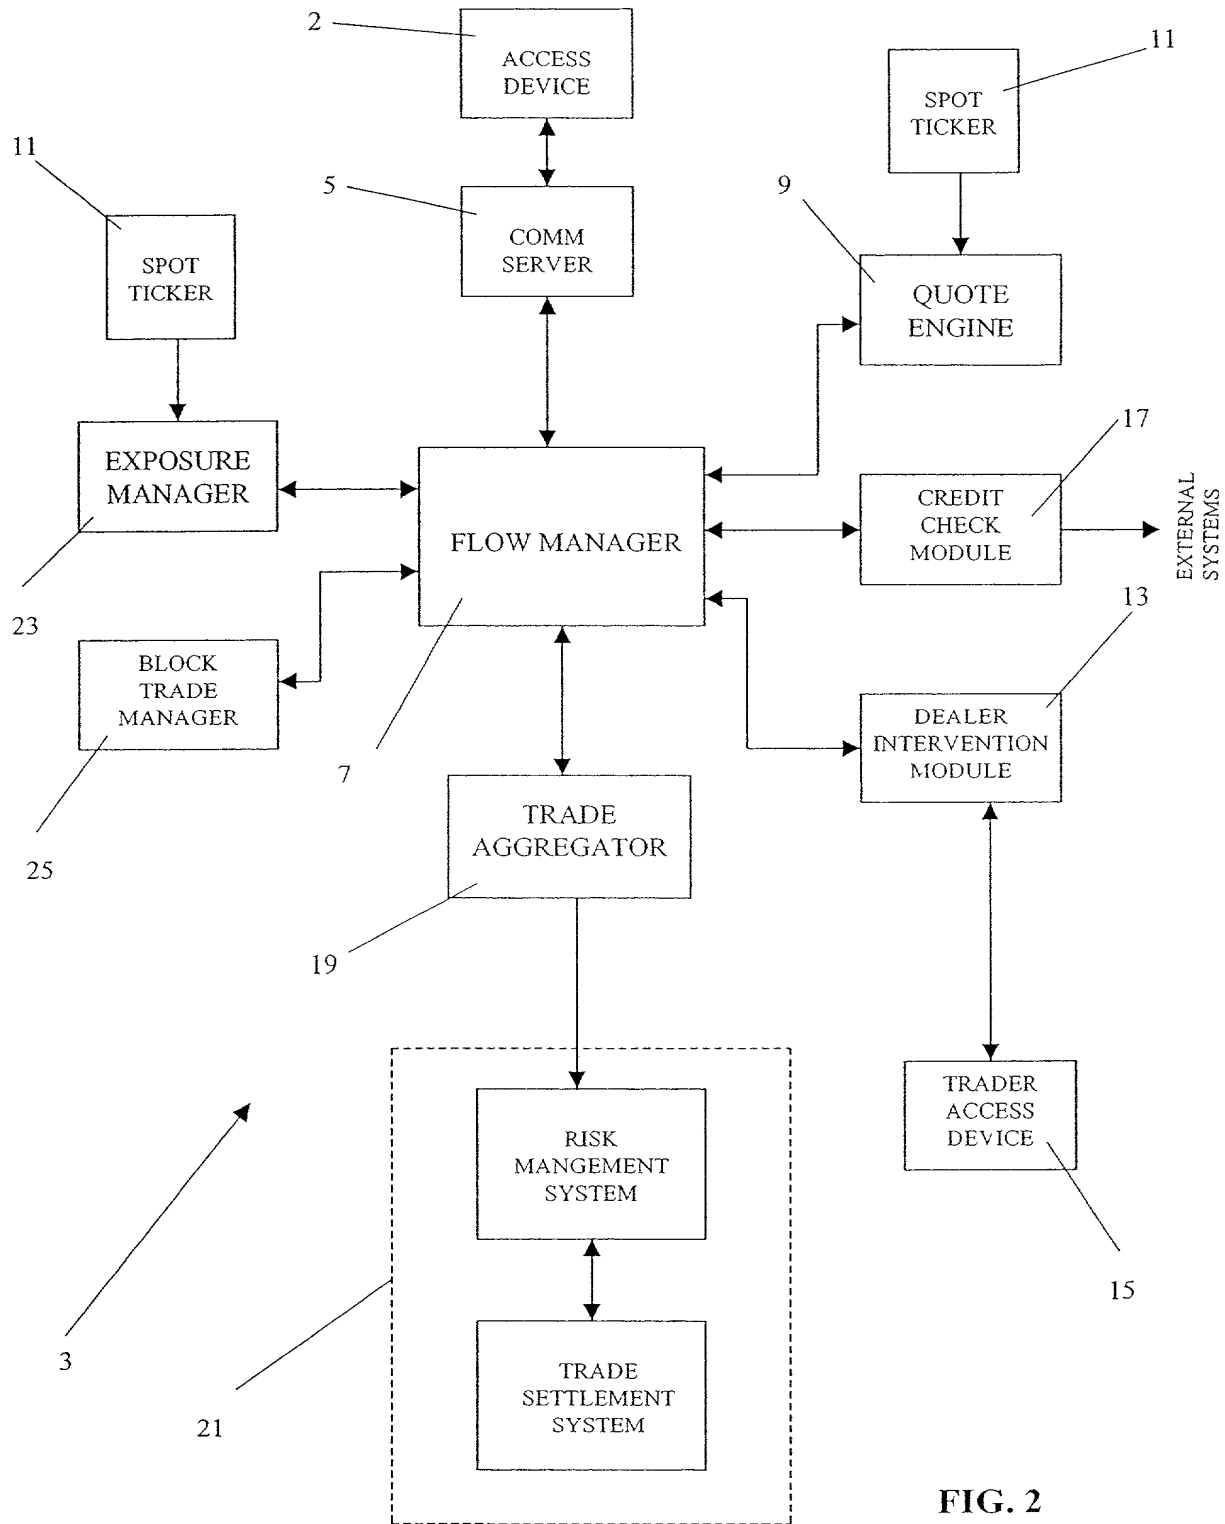 2
ACCESS
DEVICE
11
SPOT
TICKER
11
5
COMM
SERVER
9
SPOT
TICKER
QUOTE
ENGINE
EXPOSURE
MANAGER
23
FLOW MANAGER
7
17
CREDIT
CHECK
MODULE
EXTERNAL
SYSTEMS
13
BLOCK
TRADE
MANAGER
25
DEALER
INTERVENTION
MODULE
TRADE
AGGREGATOR
19
TRADER
ACCESS
DEVICE
15
RISK
MANGEMENT
SYSTEM
3
21
TRADE
SETTLEMENT
SYSTEM
FIG. 2